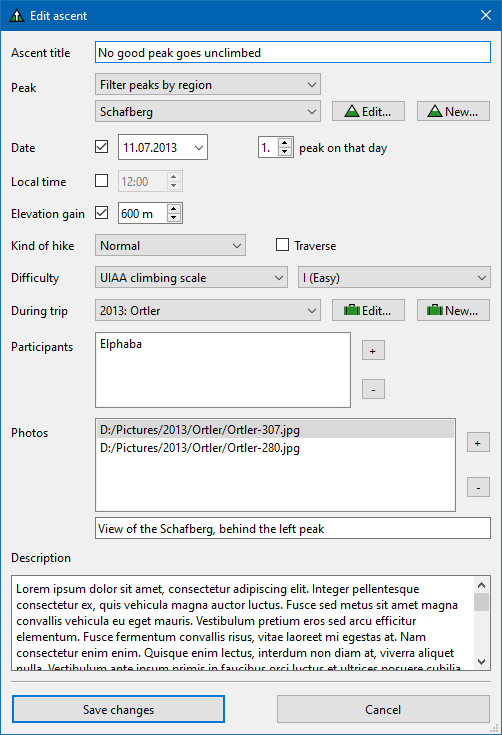 Edit ascent
Ascent title No good peak goes unclimbed
Peak Filter peaks by region
Schafberg Edit... New...
Date 11.07.2013 1. peak on that day
Local time 12:00
Elevation gain 600 m
Kind of hike Normal Traverse
Difficulty UIAA climbing scale I (Easy)
During trip 2013: Ortler Edit... New...
Participants Elphaba
+
-
Photos D:/Pictures/2013/Ortler/Ortler-307.jpg
D:/Pictures/2013/Ortler/Ortler-280.jpg
+
-
View of the Schafberg, behind the left peak
Description
Lorem ipsum dolor sit amet, consectetur adipiscing elit. Integer pellentesque
consectetur ex, quis vehicula magna auctor luctus. Fusce sed metus sit amet magna
convallis vehicula eu eget mauris. Vestibulum pretium eros sed arcu efficitur
elementum. Fusce fermentum convallis risus, vitae laoreet mi egestas at. Nam
consectetur enim enim. Quisque enim lectus, interdum non diam at, viverra aliquet
nulla. Vestibulum ante ipsum primis in faucibus orci luctus et ultrices posuere cubilia
Save changes Cancel